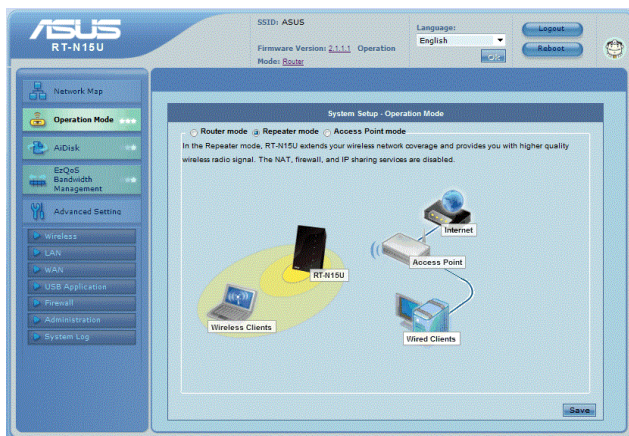 ASUS
RT-N15U
SSID: ASUS
Firmware Version: 2.1.1.1 Operation
Mode: Router
Language:
English
OK
Logout
Reboot
Network Map
Operation Mode
AiDisk
EzQoS
Bandwidth
Management
Advanced Setting
Wireless
LAN
WAN
USB Application
Firewall
Administration
System Log
System Setup - Operation Mode
Router mode Repeater mode Access Point mode
In the Repeater mode, RT-N15U extends your wireless network coverage and provides you with higher quality
wireless radio signal. The NAT, firewall, and IP sharing services are disabled.
Internet
Access Point
RT-N15U
Wireless Clients
Wired Clients
Save